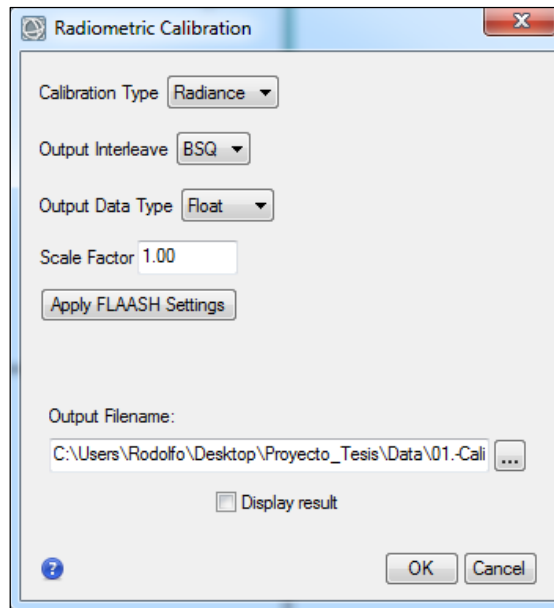 Radiometric Calibration
Calibration Type Radiance
Output Interleave BSQ
Output Data Type Float
Scale Factor 1.00
Apply FLAASH Settings
Output Filename:
C:\Users\Rodolfo\Desktop\Proyecto_Tesis\Data\01.-Cali ...
Display result
? OK Cancel